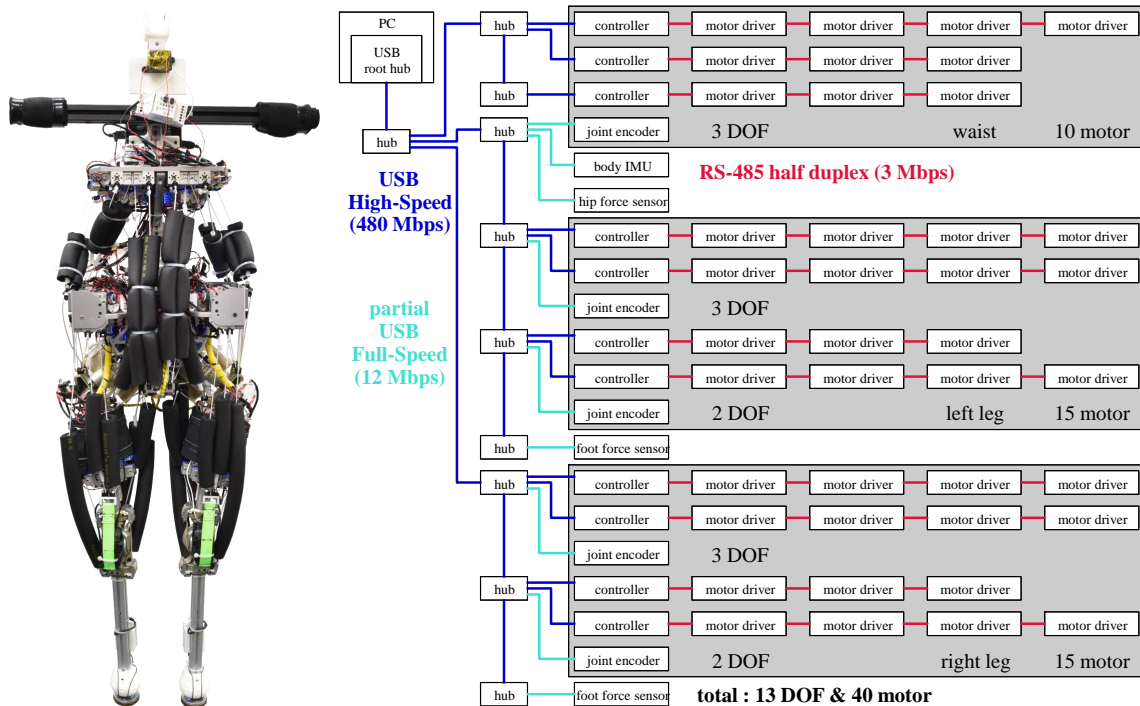 PC
USB
root hub
hub
USB
High-Speed
(480 Mbps)
partial
USB
Full-Speed
(12 Mbps)
hub
controller
motor driver
motor driver
motor driver
motor driver
controller
motor driver
motor driver
motor driver
hub
controller
motor driver
motor driver
motor driver
hub
joint encoder
3 DOF
waist
10 motor
body IMU
RS-485 half duplex (3 Mbps)
hip force sensor
hub
controller
motor driver
motor driver
motor driver
motor driver
controller
motor driver
motor driver
motor driver
motor driver
joint encoder
3 DOF
hub
controller
motor driver
motor driver
motor driver
controller
motor driver
motor driver
motor driver
motor driver
joint encoder
2 DOF
left leg
15 motor
hub
foot force sensor
hub
controller
motor driver
motor driver
motor driver
motor driver
controller
motor driver
motor driver
motor driver
motor driver
joint encoder
3 DOF
hub
controller
motor driver
motor driver
motor driver
controller
motor driver
motor driver
motor driver
motor driver
joint encoder
2 DOF
right leg
15 motor
hub
foot force sensor
total : 13 DOF & 40 motor